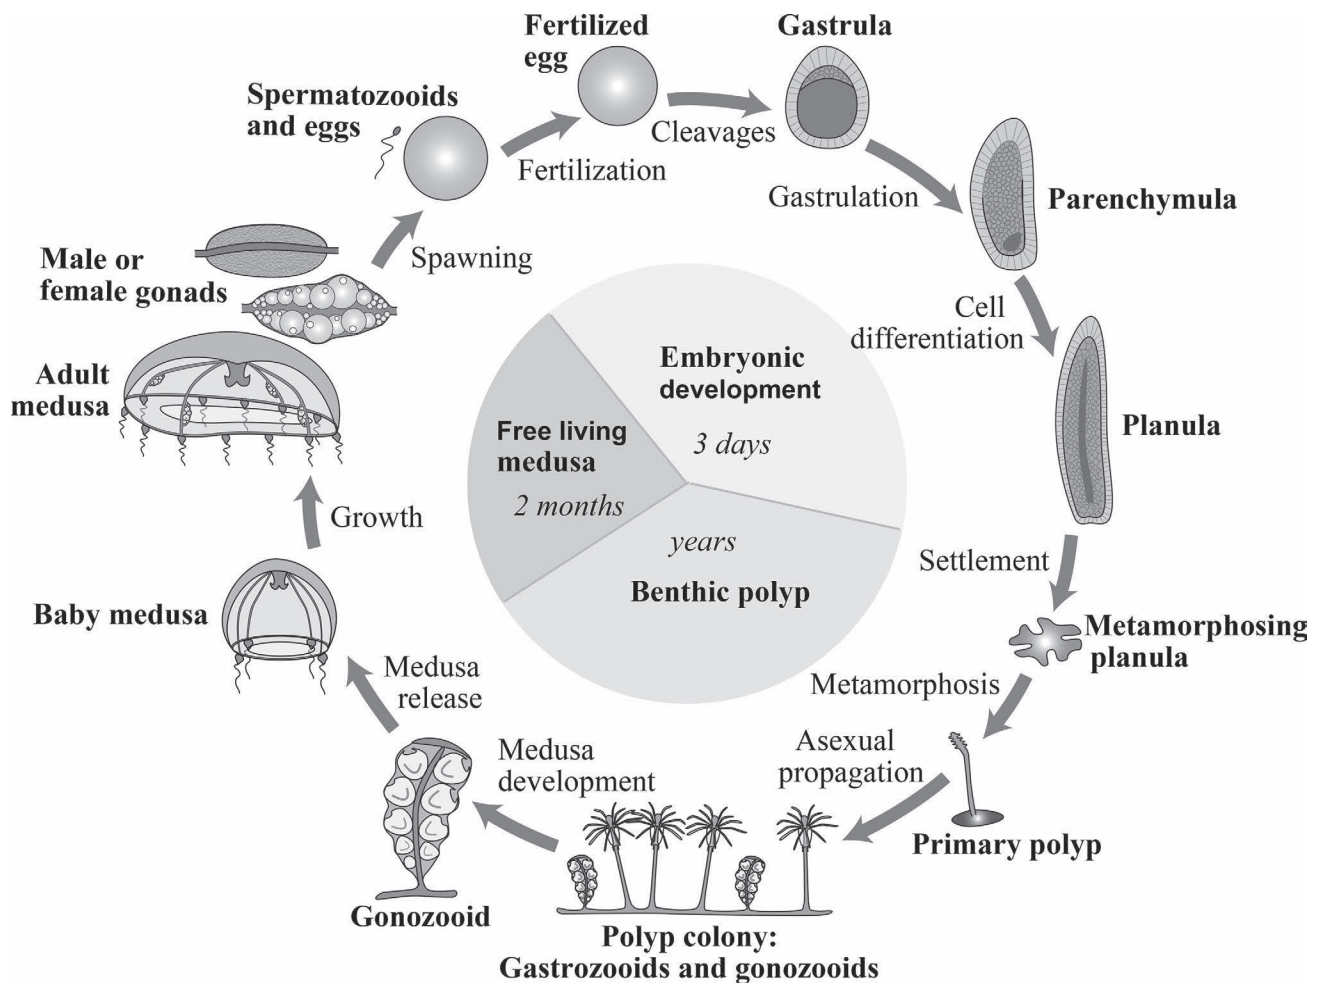 Fertilized
egg
Gastrula
Spermatozooids
and eggs
Cleavages
Fertilization
Gastrulation
Parenchymula
Male or
female gonads
Spawning
Cell
differentiation
Adult
medusa
Embryonic
development
3 days
Planula
Free living
medusa
2 months
Growth
years
Benthic polyp
Settlement
Baby medusa
Metamorphosing
planula
Medusa
release
Metamorphosis
Asexual
propagation
Medusa
development
Primary polyp
Gonozooid
Polyp colony:
Gastrozooids and gonozooids